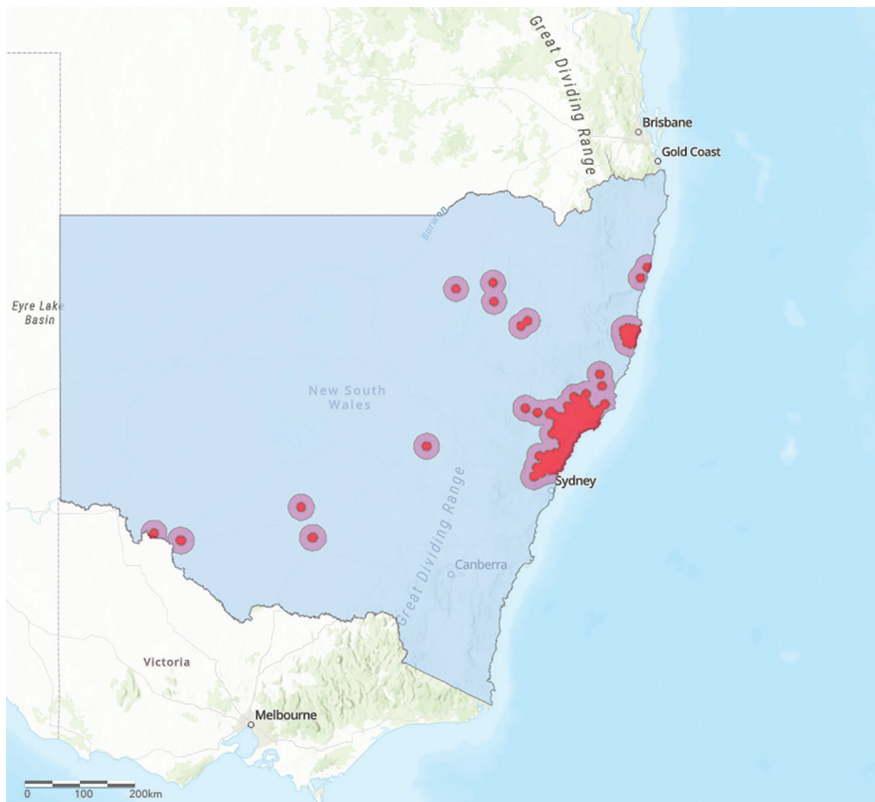 Great Dividing Range
Brisbane
Gold Coast
Barwon
Eyre Lake
Basin
New South
Wales
Great Dividing Range
Sydney
Canberra
Victoria
Melbourne
0 100 200km